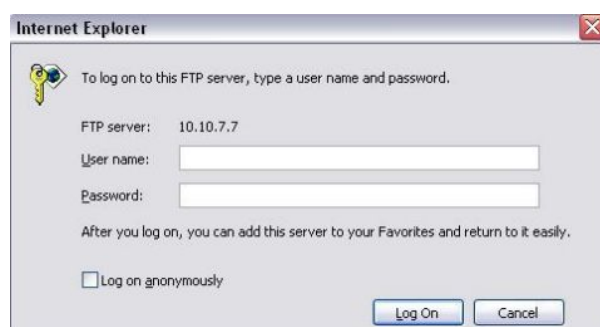 Internet Explorer
To log on to this FTP server, type a user name and password.
FTP server: 10.10.7.7
User name:
Password:
After you log on, you can add this server to your Favorites and return to it easily.
Log on anonymously
Log On Cancel